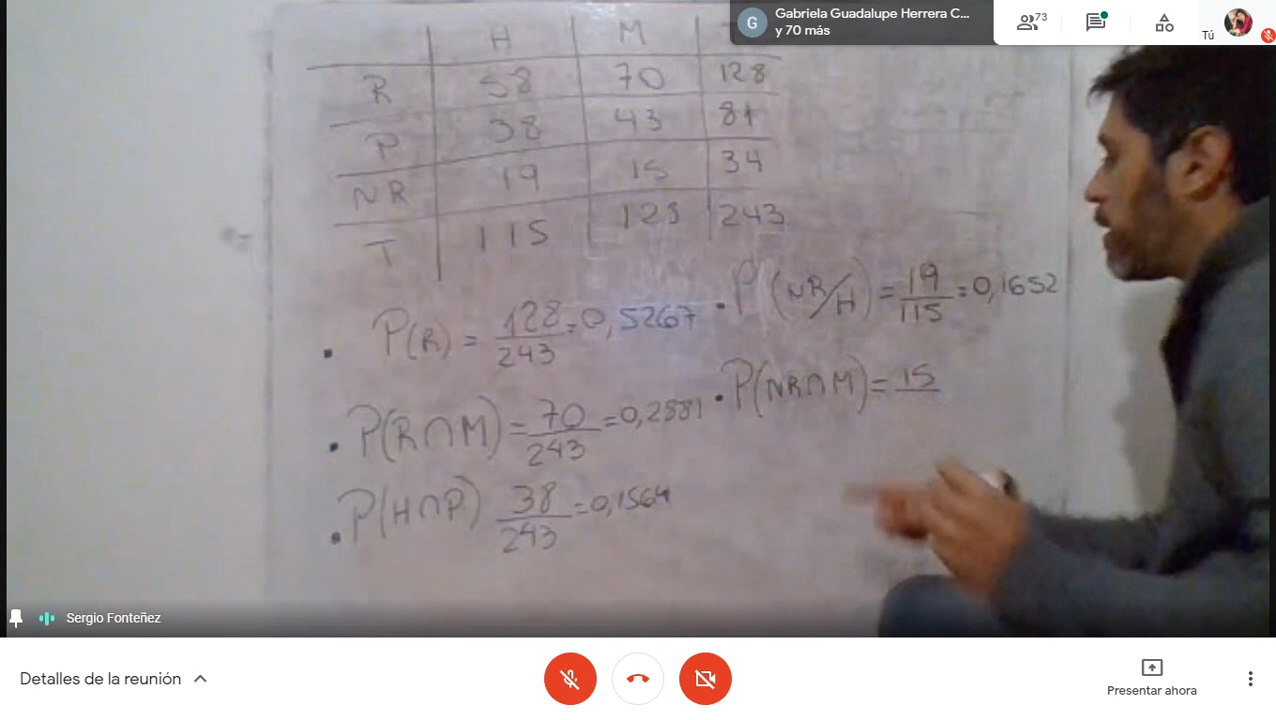 Gabriela Guadalupe Herrera C...
G
y 70 más
73
Tú
H M
R 58 70 128
P 38 43 81
NR 19 15 34
T 115 128 243
P(R) = 128/243 = 0,5267
P(R∩M) = 70/243 = 0,2881
P(H∩P) 38/243 = 0,1564
P(NR/H) = 19/115 = 0,1652
P(NR∩M) = 15
Sergio Fonteñez
Detalles de la reunión
Presentar ahora